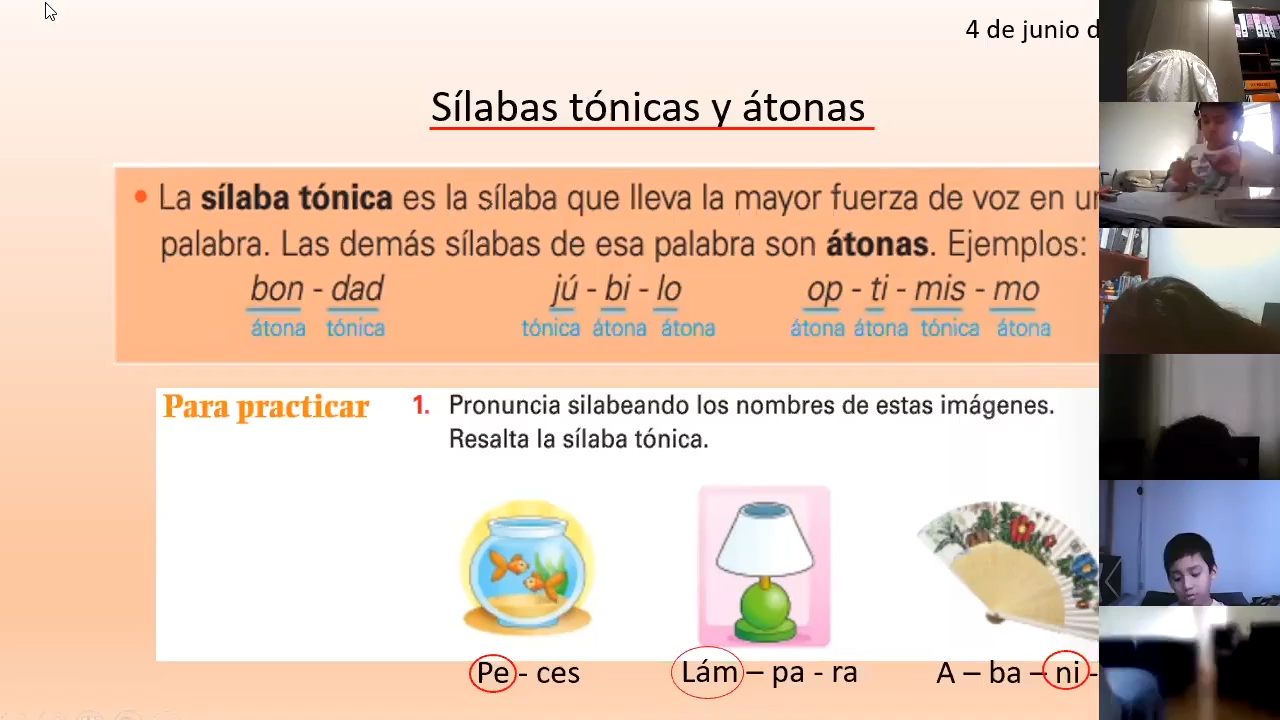 4 de junio d
Sílabas tónicas y átonas
• La sílaba tónica es la sílaba que lleva la mayor fuerza de voz en un
palabra. Las demás sílabas de esa palabra son átonas. Ejemplos:
bon - dad jú - bi - lo op - ti - mis - mo
átona tónica tónica átona átona átona átona tónica átona
Para practicar 1. Pronuncia silabeando los nombres de estas imágenes.
Resalta la sílaba tónica.
Pe - ces Lám – pa - ra A – ba – ni -